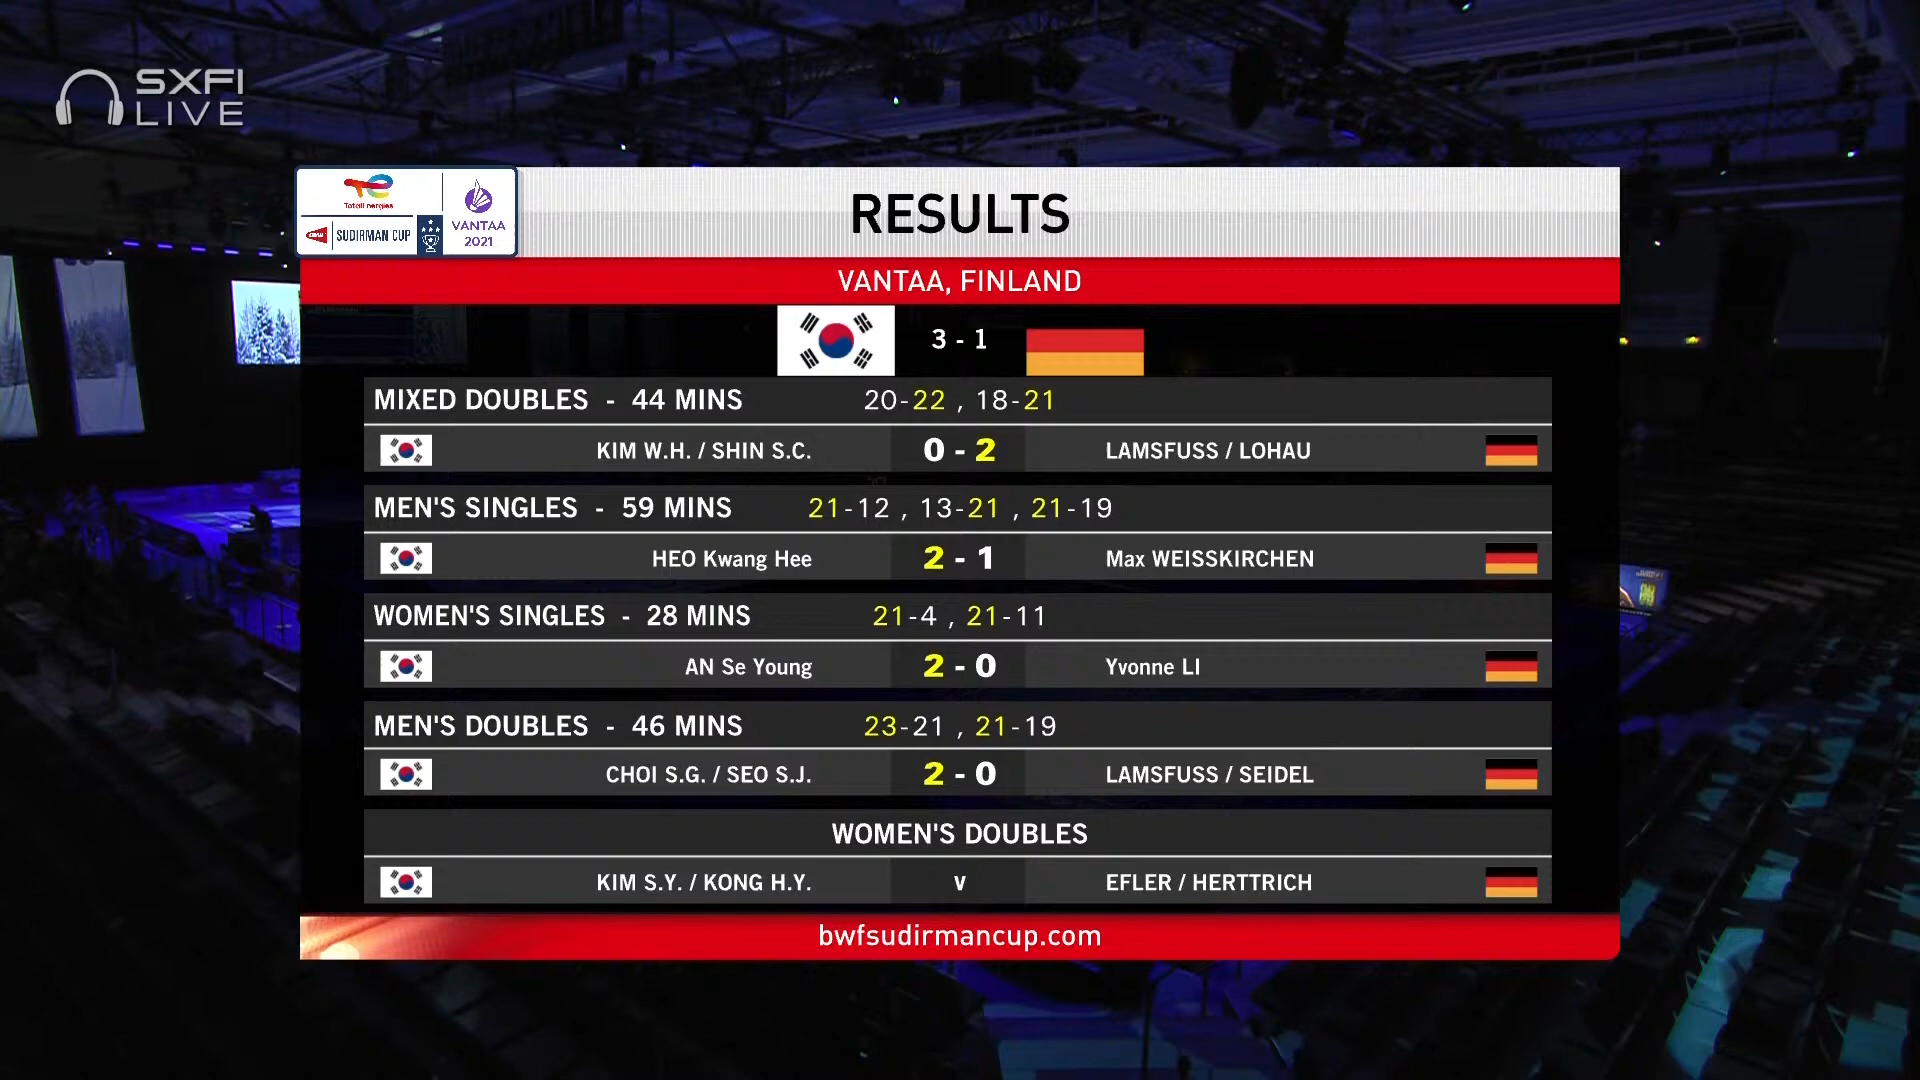 SXFI
LIVE
TotalEnergies
SUDIRMAN CUP
VANTAA
2021
RESULTS
VANTAA, FINLAND
3 - 1
MIXED DOUBLES - 44 MINS 20-22 , 18-21
KIM W.H. / SHIN S.C. 0 - 2 LAMSFUSS / LOHAU
MEN'S SINGLES - 59 MINS 21-12 , 13-21 , 21-19
HEO Kwang Hee 2 - 1 Max WEISSKIRCHEN
WOMEN'S SINGLES - 28 MINS 21-4 , 21-11
AN Se Young 2 - 0 Yvonne LI
MEN'S DOUBLES - 46 MINS 23-21 , 21-19
CHOI S.G. / SEO S.J. 2 - 0 LAMSFUSS / SEIDEL
WOMEN'S DOUBLES
KIM S.Y. / KONG H.Y. v EFLER / HERTTRICH
bwfsudirmancup.com